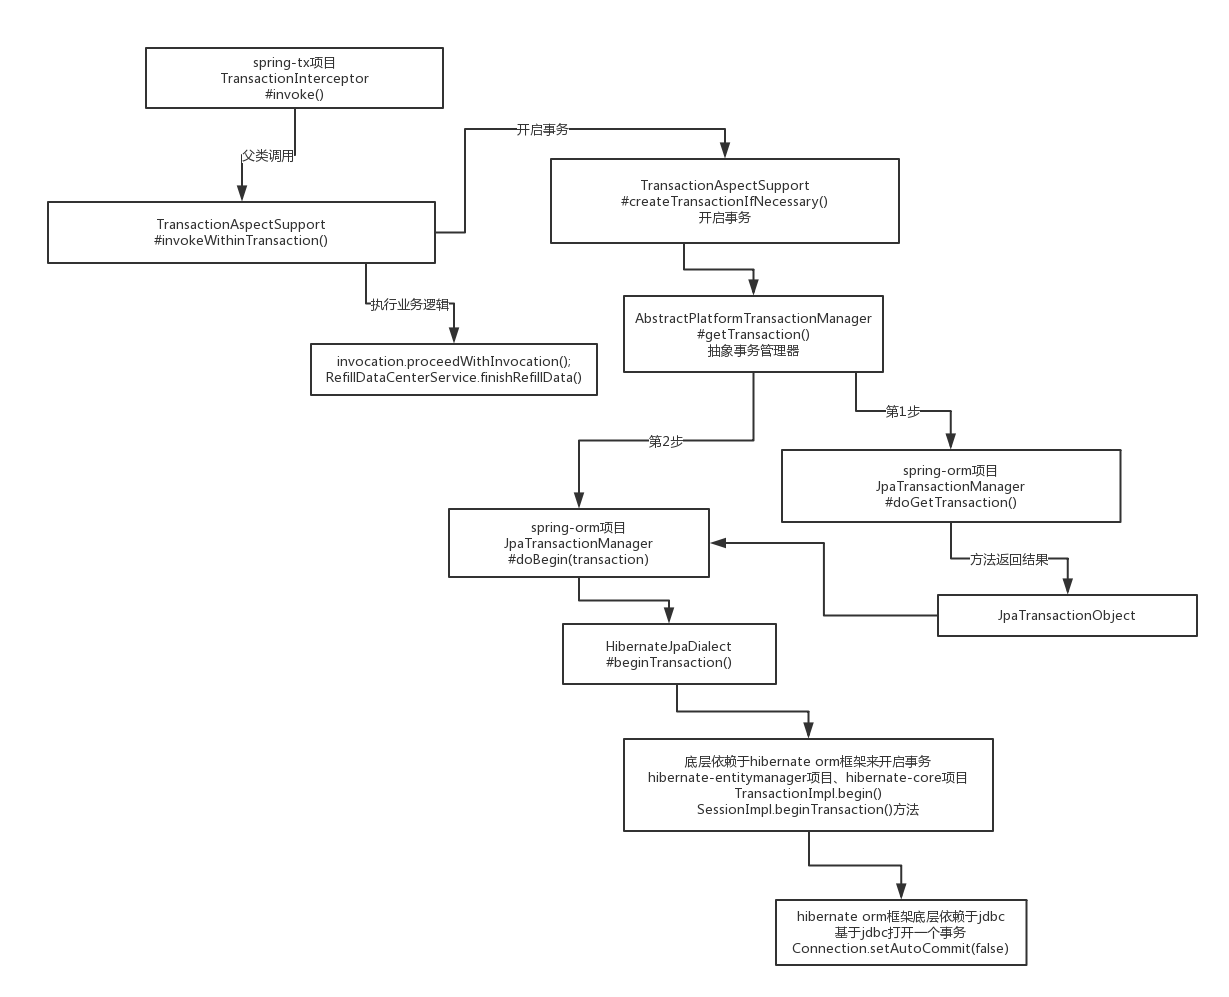 spring-tx项目
TransactionInterceptor
#invoke()
父类调用
开启事务
TransactionAspectSupport
#invokeWithinTransaction()
TransactionAspectSupport
#createTransactionIfNecessary()
开启事务
执行业务逻辑
invocation.proceedWithInvocation();
RefillDataCenterService.finishRefillData()
AbstractPlatformTransactionManager
#getTransaction()
抽象事务管理器
第1步
第2步
spring-orm项目
JpaTransactionManager
#doGetTransaction()
spring-orm项目
JpaTransactionManager
#doBegin(transaction)
方法返回结果
JpaTransactionObject
HibernateJpaDialect
#beginTransaction()
底层依赖于hibernate orm框架来开启事务
hibernate-entitymanager项目、hibernate-core项目
TransactionImpl.begin()
SessionImpl.beginTransaction()方法
hibernate orm框架底层依赖于jdbc
基于jdbc打开一个事务
Connection.setAutoCommit(false)